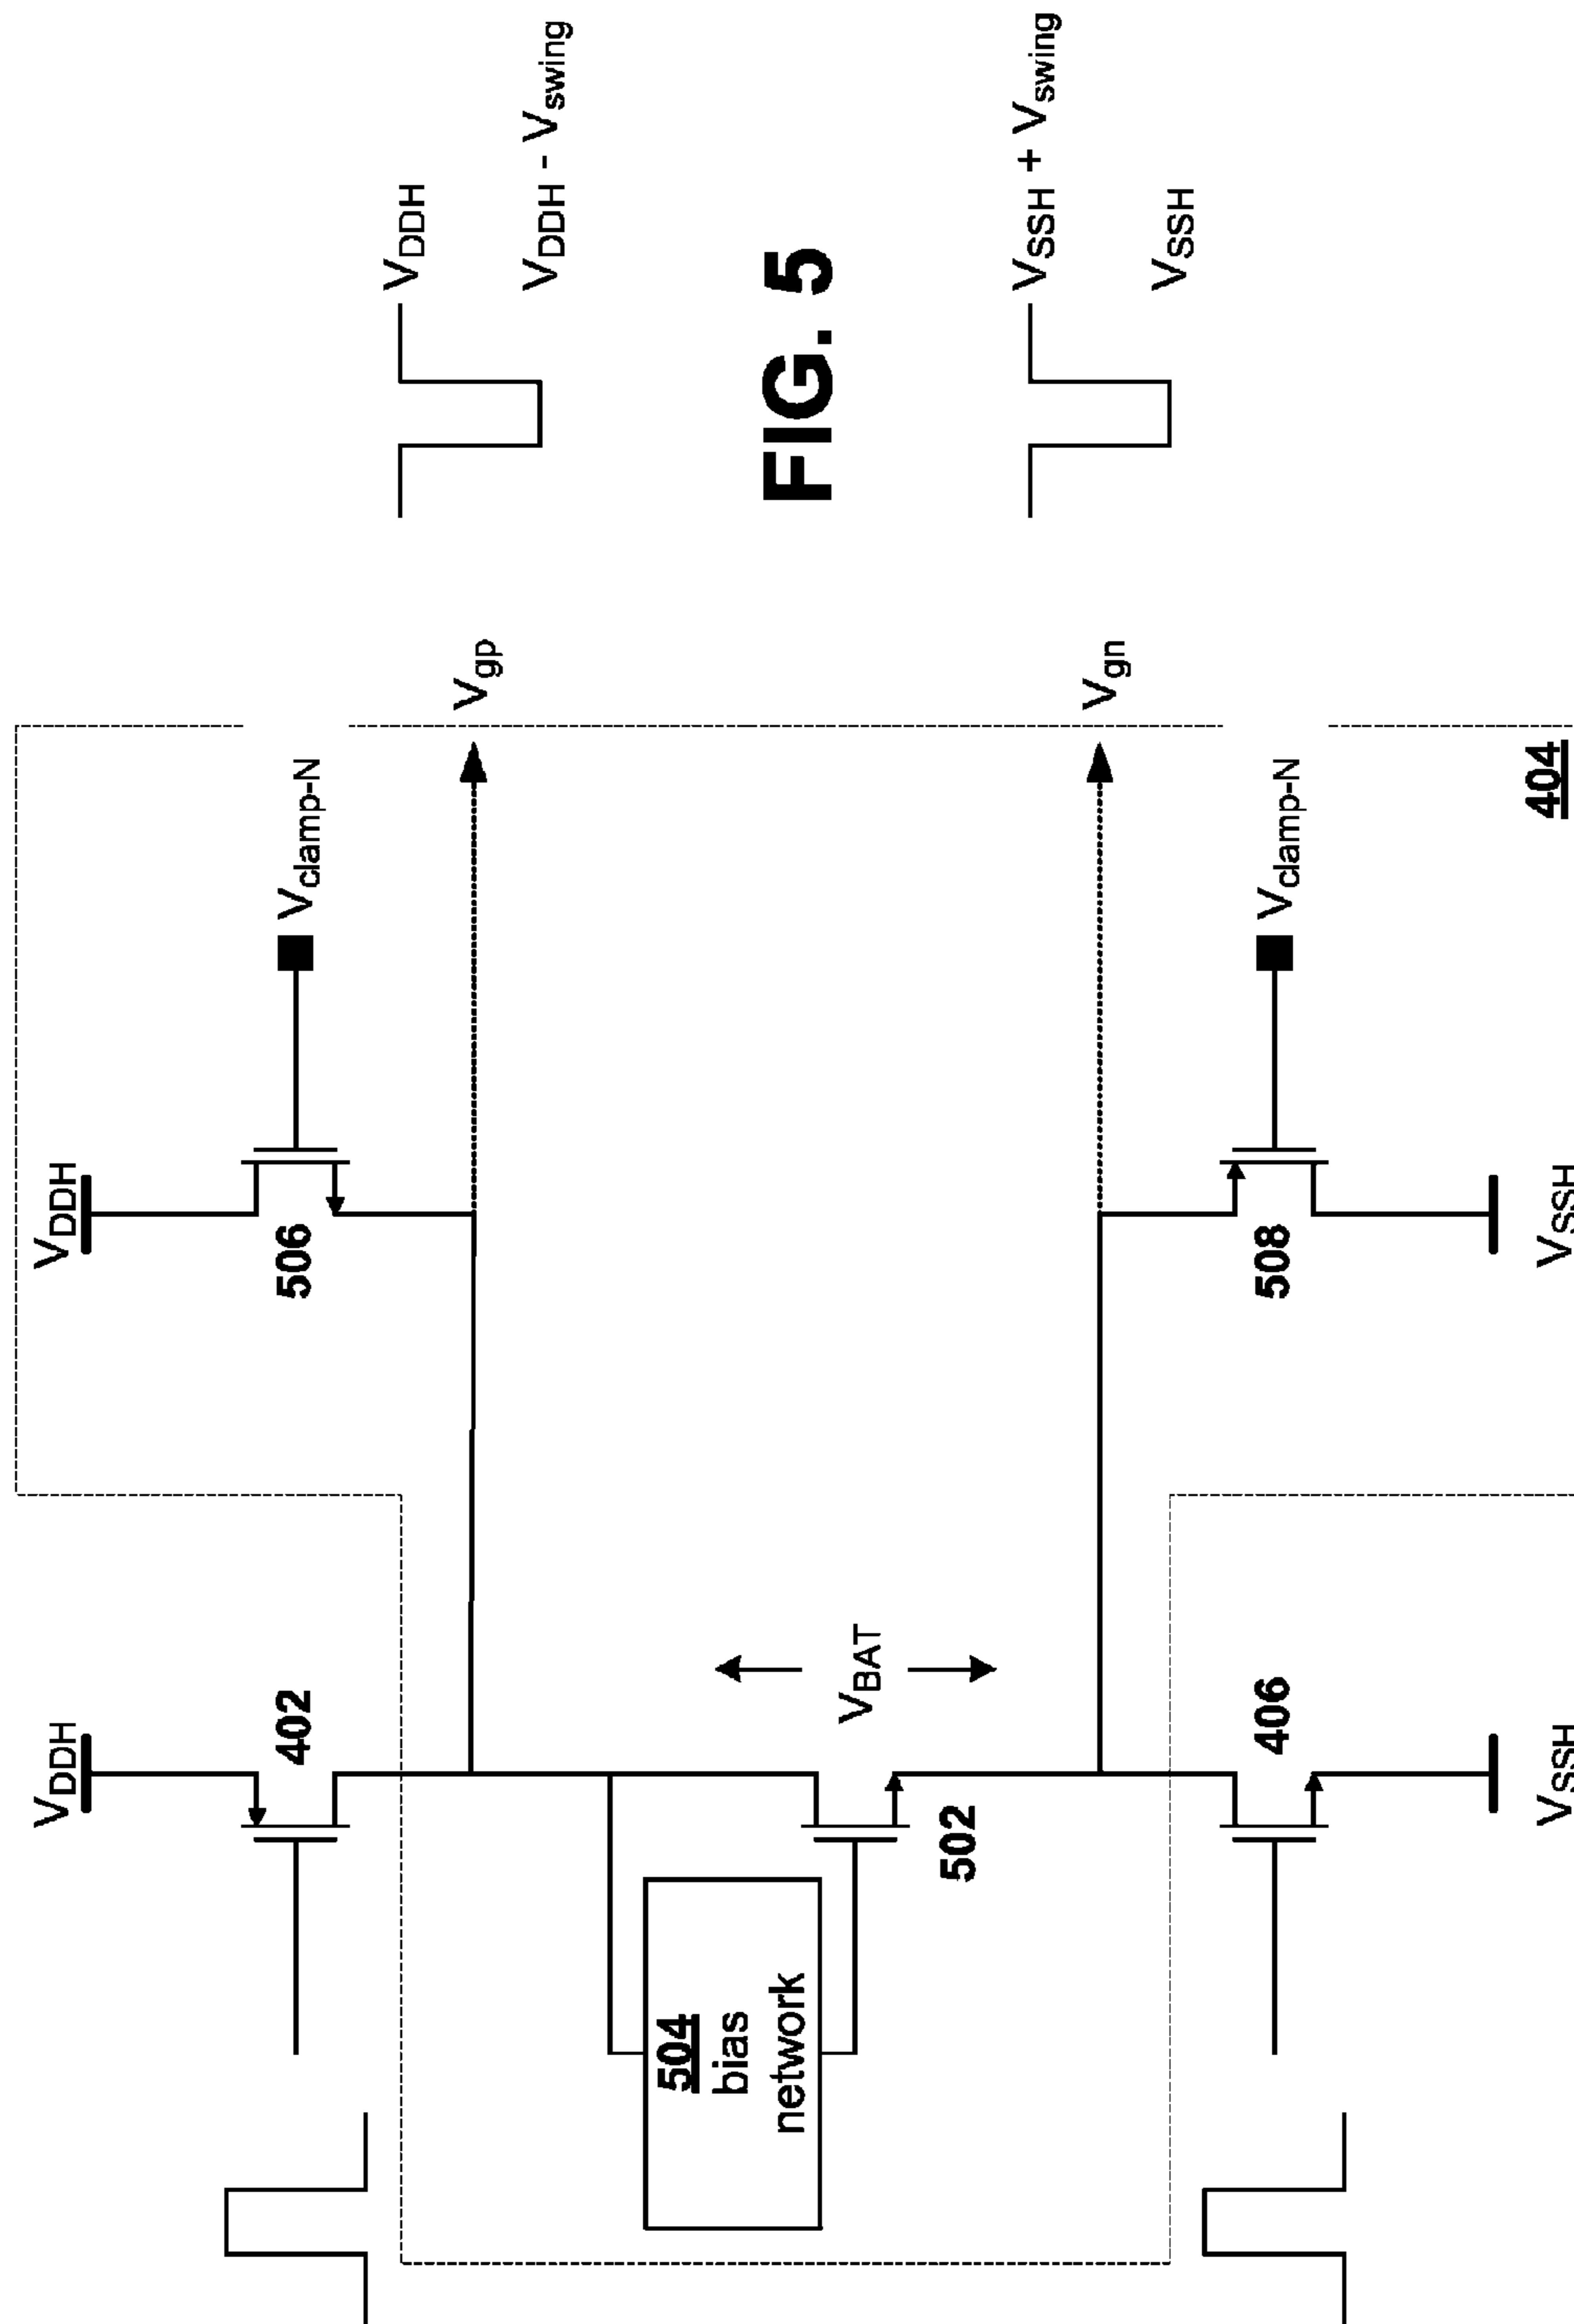 VDDH
VDDH
402
506
Vclamp-N
VDDH
Vgp
VDDH - Vswing
504
bias
network
FIG. 5
VBAT
502
VSSH + Vswing
Vgn
VSSH
406
508
Vclamp-N
VSSH
VSSH
404